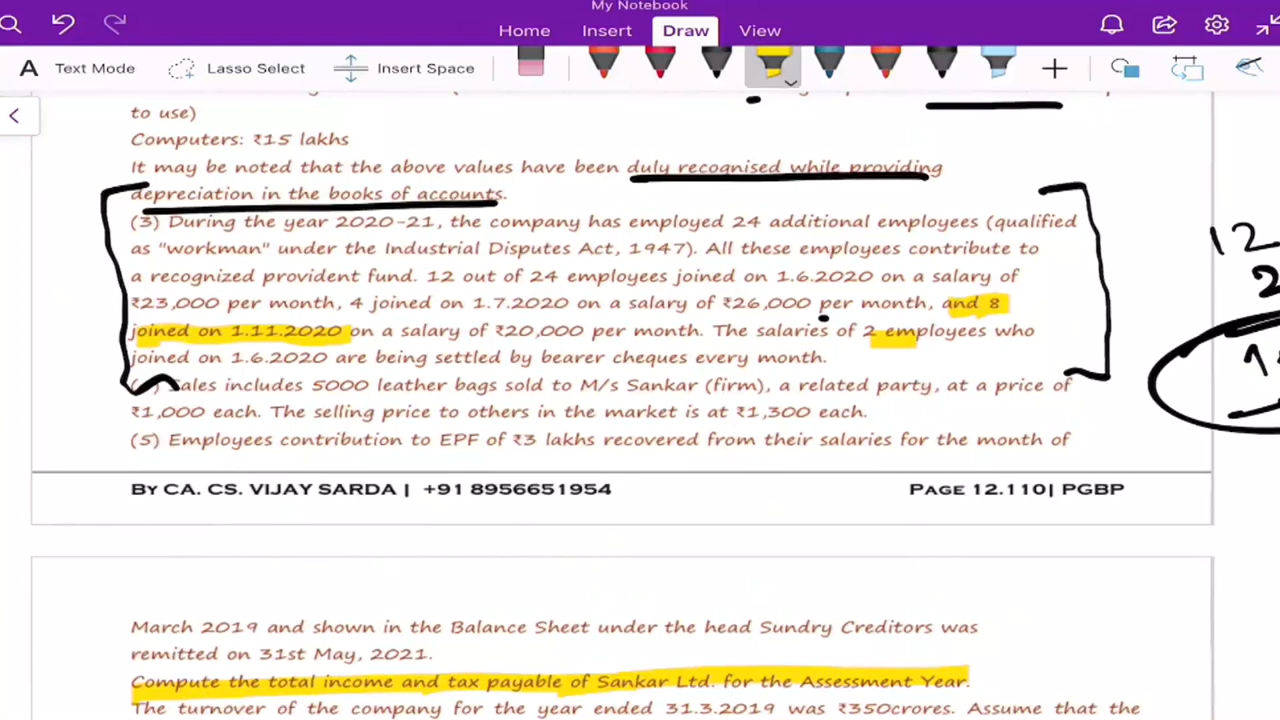 My Notebook
Home Insert Draw View
Text Mode Lasso Select Insert Space
to use)
Computers: ₹15 lakhs
It may be noted that the above values have been duly recognised while providing
depreciation in the books of accounts.
(3) During the year 2020-21, the company has employed 24 additional employees (qualified
as "workman" under the Industrial Disputes Act, 1947). All these employees contribute to
a recognized provident fund. 12 out of 24 employees joined on 1.6.2020 on a salary of
₹23,000 per month, 4 joined on 1.7.2020 on a salary of ₹26,000 per month, and 8
joined on 1.11.2020 on a salary of ₹20,000 per month. The salaries of 2 employees who
joined on 1.6.2020 are being settled by bearer cheques every month.
Sales includes 5000 leather bags sold to M/s Sankar (firm), a related party, at a price of
₹1,000 each. The selling price to others in the market is at ₹1,300 each.
(5) Employees contribution to EPF of ₹3 lakhs recovered from their salaries for the month of
12
2
BY CA. CS. VIJAY SARDA | +91 8956651954 PAGE 12.110| PGBP
March 2019 and shown in the Balance Sheet under the head Sundry Creditors was
remitted on 31st May, 2021.
Compute the total income and tax payable of Sankar Ltd. for the Assessment Year.
The turnover of the company for the year ended 31.3.2019 was ₹350crores. Assume that the